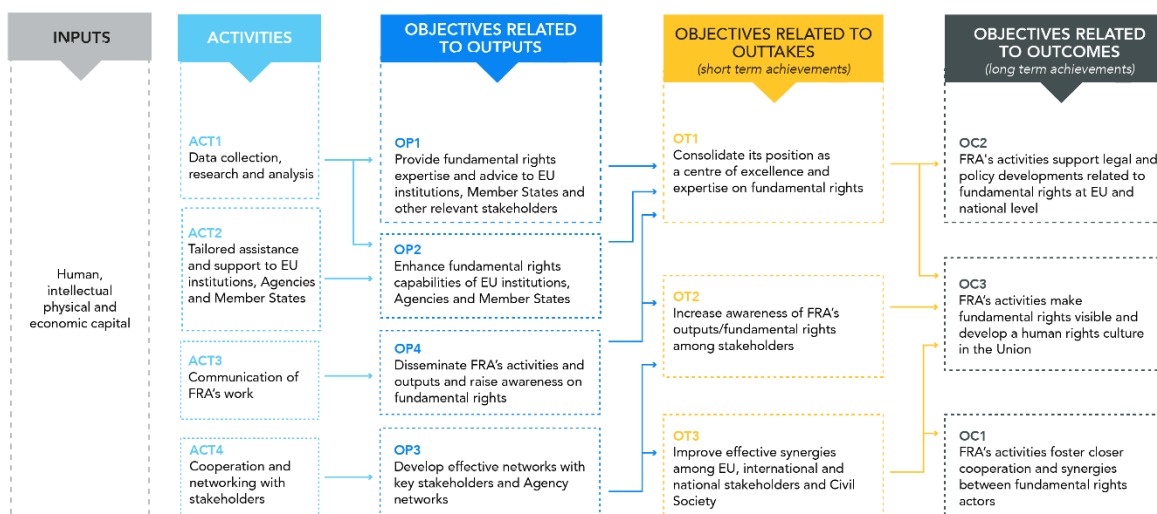 INPUTS
Human,
intellectual
physical and
economic capital
ACTIVITIES
ACT1
Data collection,
research and analysis
ACT2
Tailored assistance
and support to EU
institutions, Agencies
and Member States
ACT3
Communication of
FRA's work
ACT4
Cooperation and
networking with
stakeholders
OBJECTIVES RELATED
TO OUTPUTS
OP1
Provide fundamental rights
expertise and advice to EU
institutions, Member States and
other relevant stakeholders
OP2
Enhance fundamental rights
capabilities of EU institutions,
Agencies and Member States
OP4
Disseminate FRA's activities and
outputs and raise awareness on
fundamental rights
OP3
Develop effective networks with
key stakeholders and Agency
networks
OBJECTIVES RELATED TO
OUTTAKES
(short term achievements)
OT1
Consolidate its position as
a centre of excellence and
expertise on fundamental rights
OT2
Increase awareness of FRA's
outputs/fundamental rights
among stakeholders
OT3
Improve effective synergies
among EU, international and
national stakeholders and Civil
Society
OBJECTIVES RELATED
TO OUTCOMES
(long term achievements)
OC2
FRA's activities support legal and
policy developments related to
fundamental rights at EU and
national level
OC3
FRA's activities make
fundamental rights visible and
develop a human rights culture
in the Union
OC1
FRA's activities foster closer
cooperation and synergies
between fundamental rights
actors